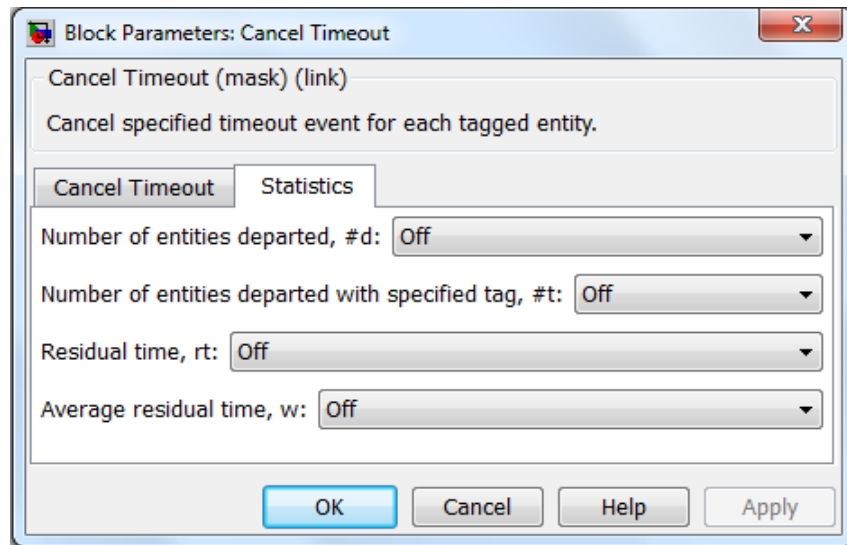 Block Parameters: Cancel Timeout
Cancel Timeout (mask) (link)
Cancel specified timeout event for each tagged entity.
Cancel Timeout Statistics
Number of entities departed, #d: Off
Number of entities departed with specified tag, #t: Off
Residual time, rt: Off
Average residual time, w: Off
OK Cancel Help Apply